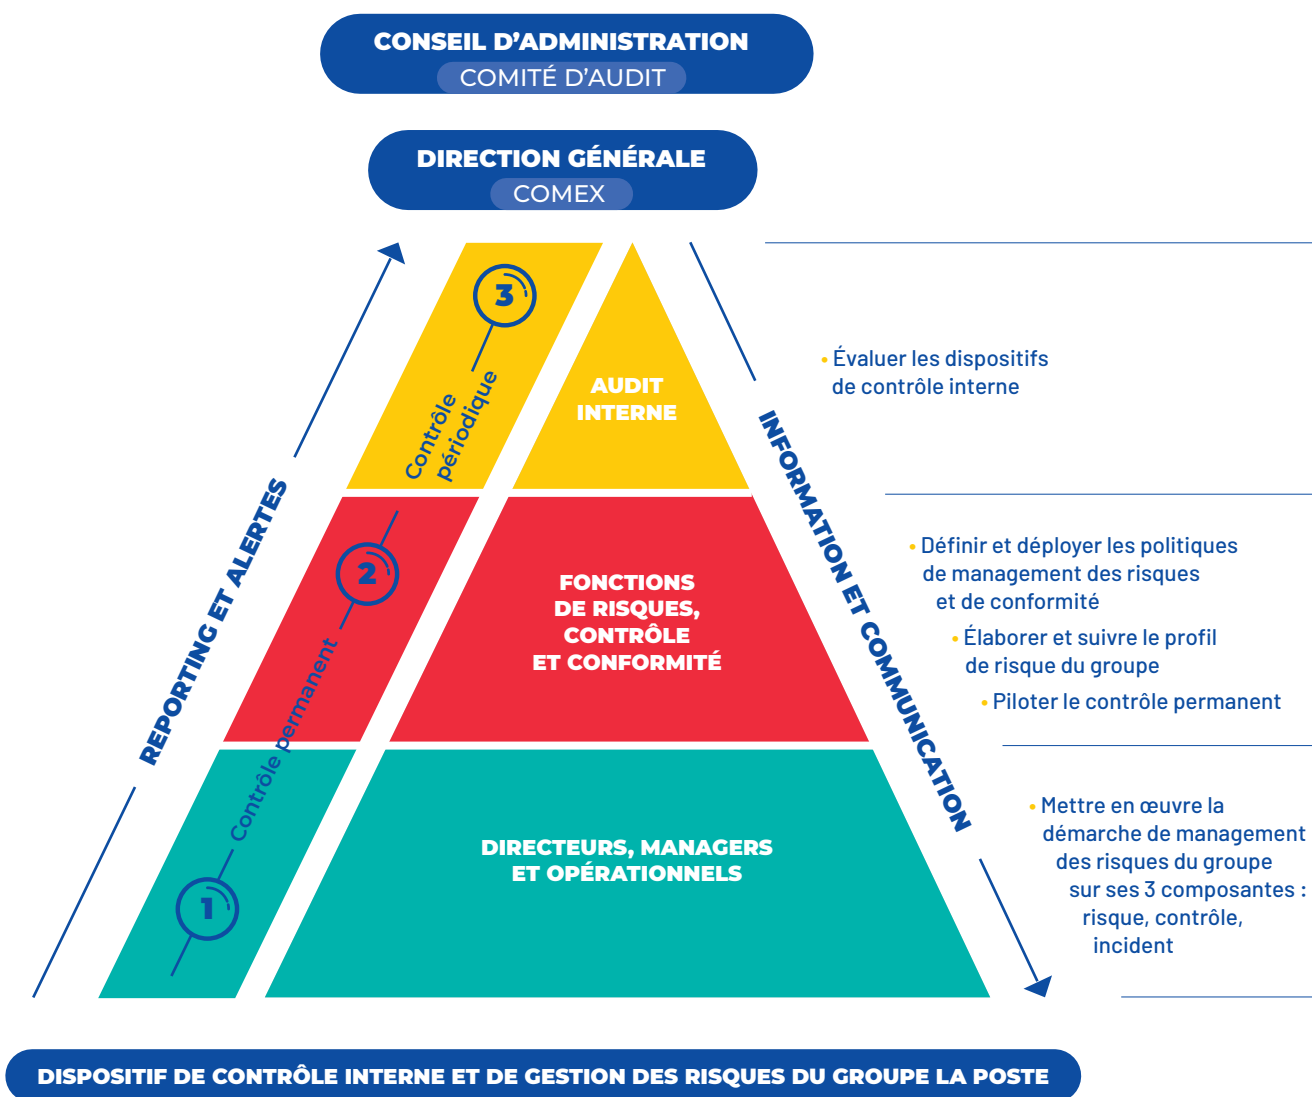 CONSEIL D’ADMINISTRATION
COMITÉ D’AUDIT
DIRECTION GÉNÉRALE
COMEX
REPORTING ET ALERTES
3
Contrôle
périodique
2
Contrôle permanent
1
AUDIT
INTERNE
FONCTIONS
DE RISQUES,
CONTRÔLE
ET CONFORMITÉ
DIRECTEURS, MANAGERS
ET OPÉRATIONNELS
INFORMATION ET COMMUNICATION
• Évaluer les dispositifs
de contrôle interne
• Définir et déployer les politiques
de management des risques
et de conformité
• Élaborer et suivre le profil
de risque du groupe
• Piloter le contrôle permanent
• Mettre en œuvre la
démarche de management
des risques du groupe
sur ses 3 composantes :
risque, contrôle,
incident
DISPOSITIF DE CONTRÔLE INTERNE ET DE GESTION DES RISQUES DU GROUPE LA POSTE